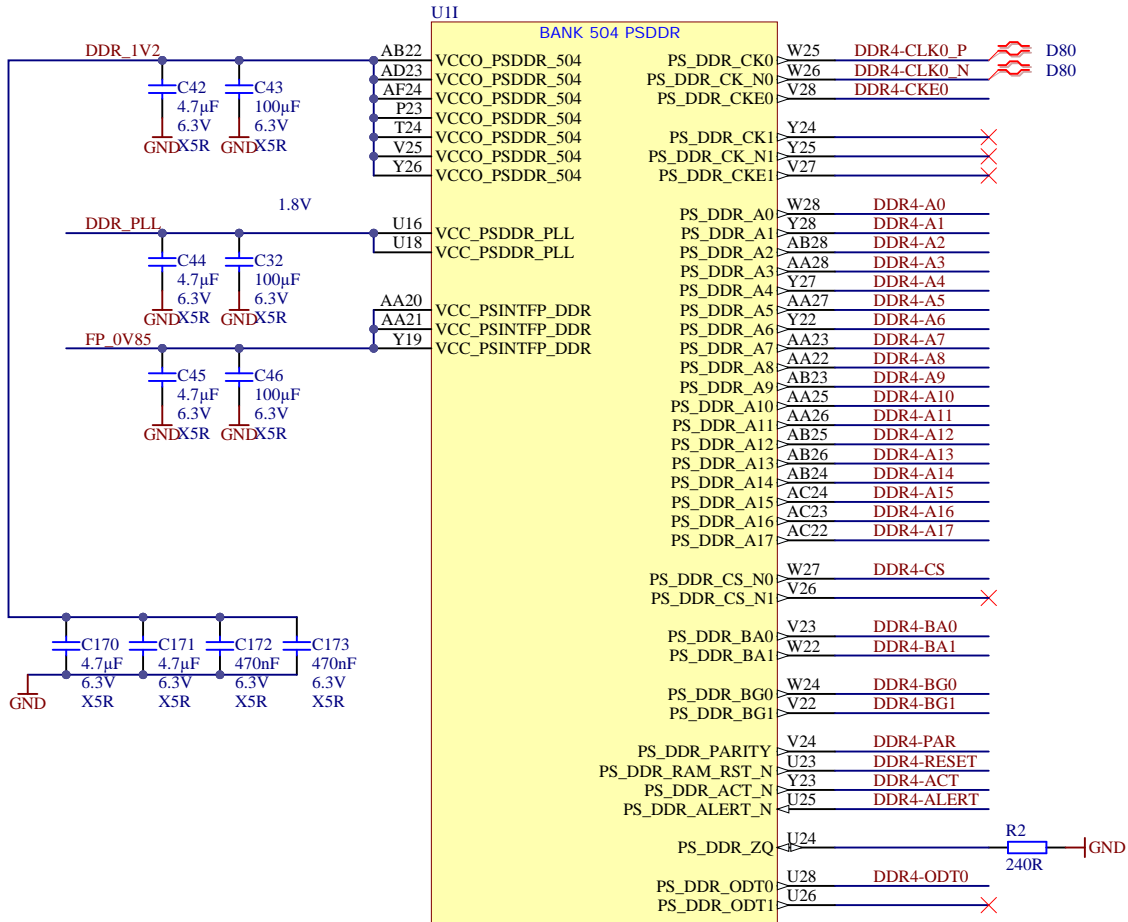 U1I
BANK 504 PSDDR
DDR_1V2
AB22 VCCO_PSDDR_504
AD23 VCCO_PSDDR_504
AF24 VCCO_PSDDR_504
P23 VCCO_PSDDR_504
T24 VCCO_PSDDR_504
V25 VCCO_PSDDR_504
Y26 VCCO_PSDDR_504
C42
4.7µF
6.3V
X5R
GND
C43
100µF
6.3V
X5R
GND
1.8V
DDR_PLL
U16 VCC_PSDDR_PLL
U18 VCC_PSDDR_PLL
C44
4.7µF
6.3V
X5R
GND
C32
100µF
6.3V
X5R
GND
AA20 VCC_PSINTFP_DDR
AA21 VCC_PSINTFP_DDR
Y19 VCC_PSINTFP_DDR
FP_0V85
C45
4.7µF
6.3V
X5R
GND
C46
100µF
6.3V
X5R
GND
C170
4.7µF
6.3V
X5R
C171
4.7µF
6.3V
X5R
C172
470nF
6.3V
X5R
C173
470nF
6.3V
X5R
GND
PS_DDR_CK0 W25 DDR4-CLK0_P D80
PS_DDR_CK_N0 W26 DDR4-CLK0_N D80
PS_DDR_CKE0 V28 DDR4-CKE0
PS_DDR_CK1 Y24
PS_DDR_CK_N1 Y25
PS_DDR_CKE1 V27
PS_DDR_A0 W28 DDR4-A0
PS_DDR_A1 Y28 DDR4-A1
PS_DDR_A2 AB28 DDR4-A2
PS_DDR_A3 AA28 DDR4-A3
PS_DDR_A4 Y27 DDR4-A4
PS_DDR_A5 AA27 DDR4-A5
PS_DDR_A6 Y22 DDR4-A6
PS_DDR_A7 AA23 DDR4-A7
PS_DDR_A8 AA22 DDR4-A8
PS_DDR_A9 AB23 DDR4-A9
PS_DDR_A10 AA25 DDR4-A10
PS_DDR_A11 AA26 DDR4-A11
PS_DDR_A12 AB25 DDR4-A12
PS_DDR_A13 AB26 DDR4-A13
PS_DDR_A14 AB24 DDR4-A14
PS_DDR_A15 AC24 DDR4-A15
PS_DDR_A16 AC23 DDR4-A16
PS_DDR_A17 AC22 DDR4-A17
PS_DDR_CS_N0 W27 DDR4-CS
PS_DDR_CS_N1 V26
PS_DDR_BA0 V23 DDR4-BA0
PS_DDR_BA1 W22 DDR4-BA1
PS_DDR_BG0 W24 DDR4-BG0
PS_DDR_BG1 V22 DDR4-BG1
PS_DDR_PARITY V24 DDR4-PAR
PS_DDR_RAM_RST_N U23 DDR4-RESET
PS_DDR_ACT_N Y23 DDR4-ACT
PS_DDR_ALERT_N U25 DDR4-ALERT
PS_DDR_ZQ U24
R2
240R
GND
PS_DDR_ODT0 U28 DDR4-ODT0
PS_DDR_ODT1 U26